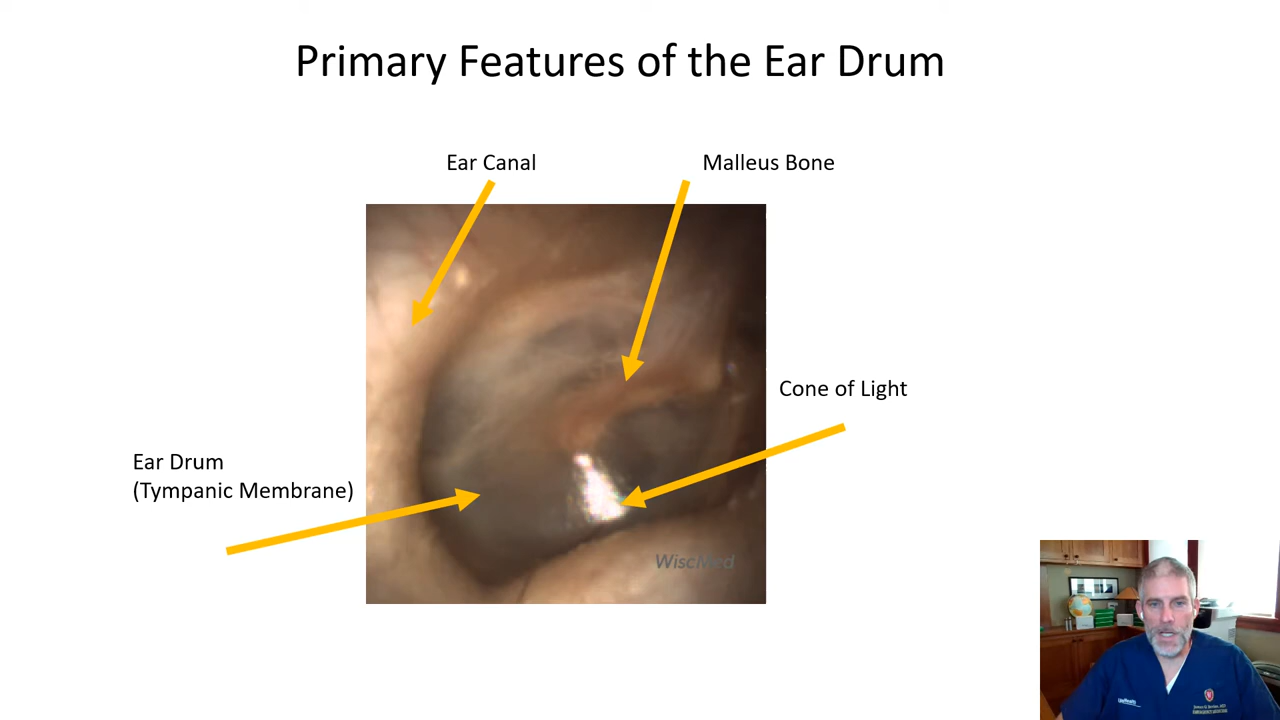 Primary Features of the Ear Drum
Ear Canal
Malleus Bone
Cone of Light
Ear Drum
(Tympanic Membrane)
WiscMed